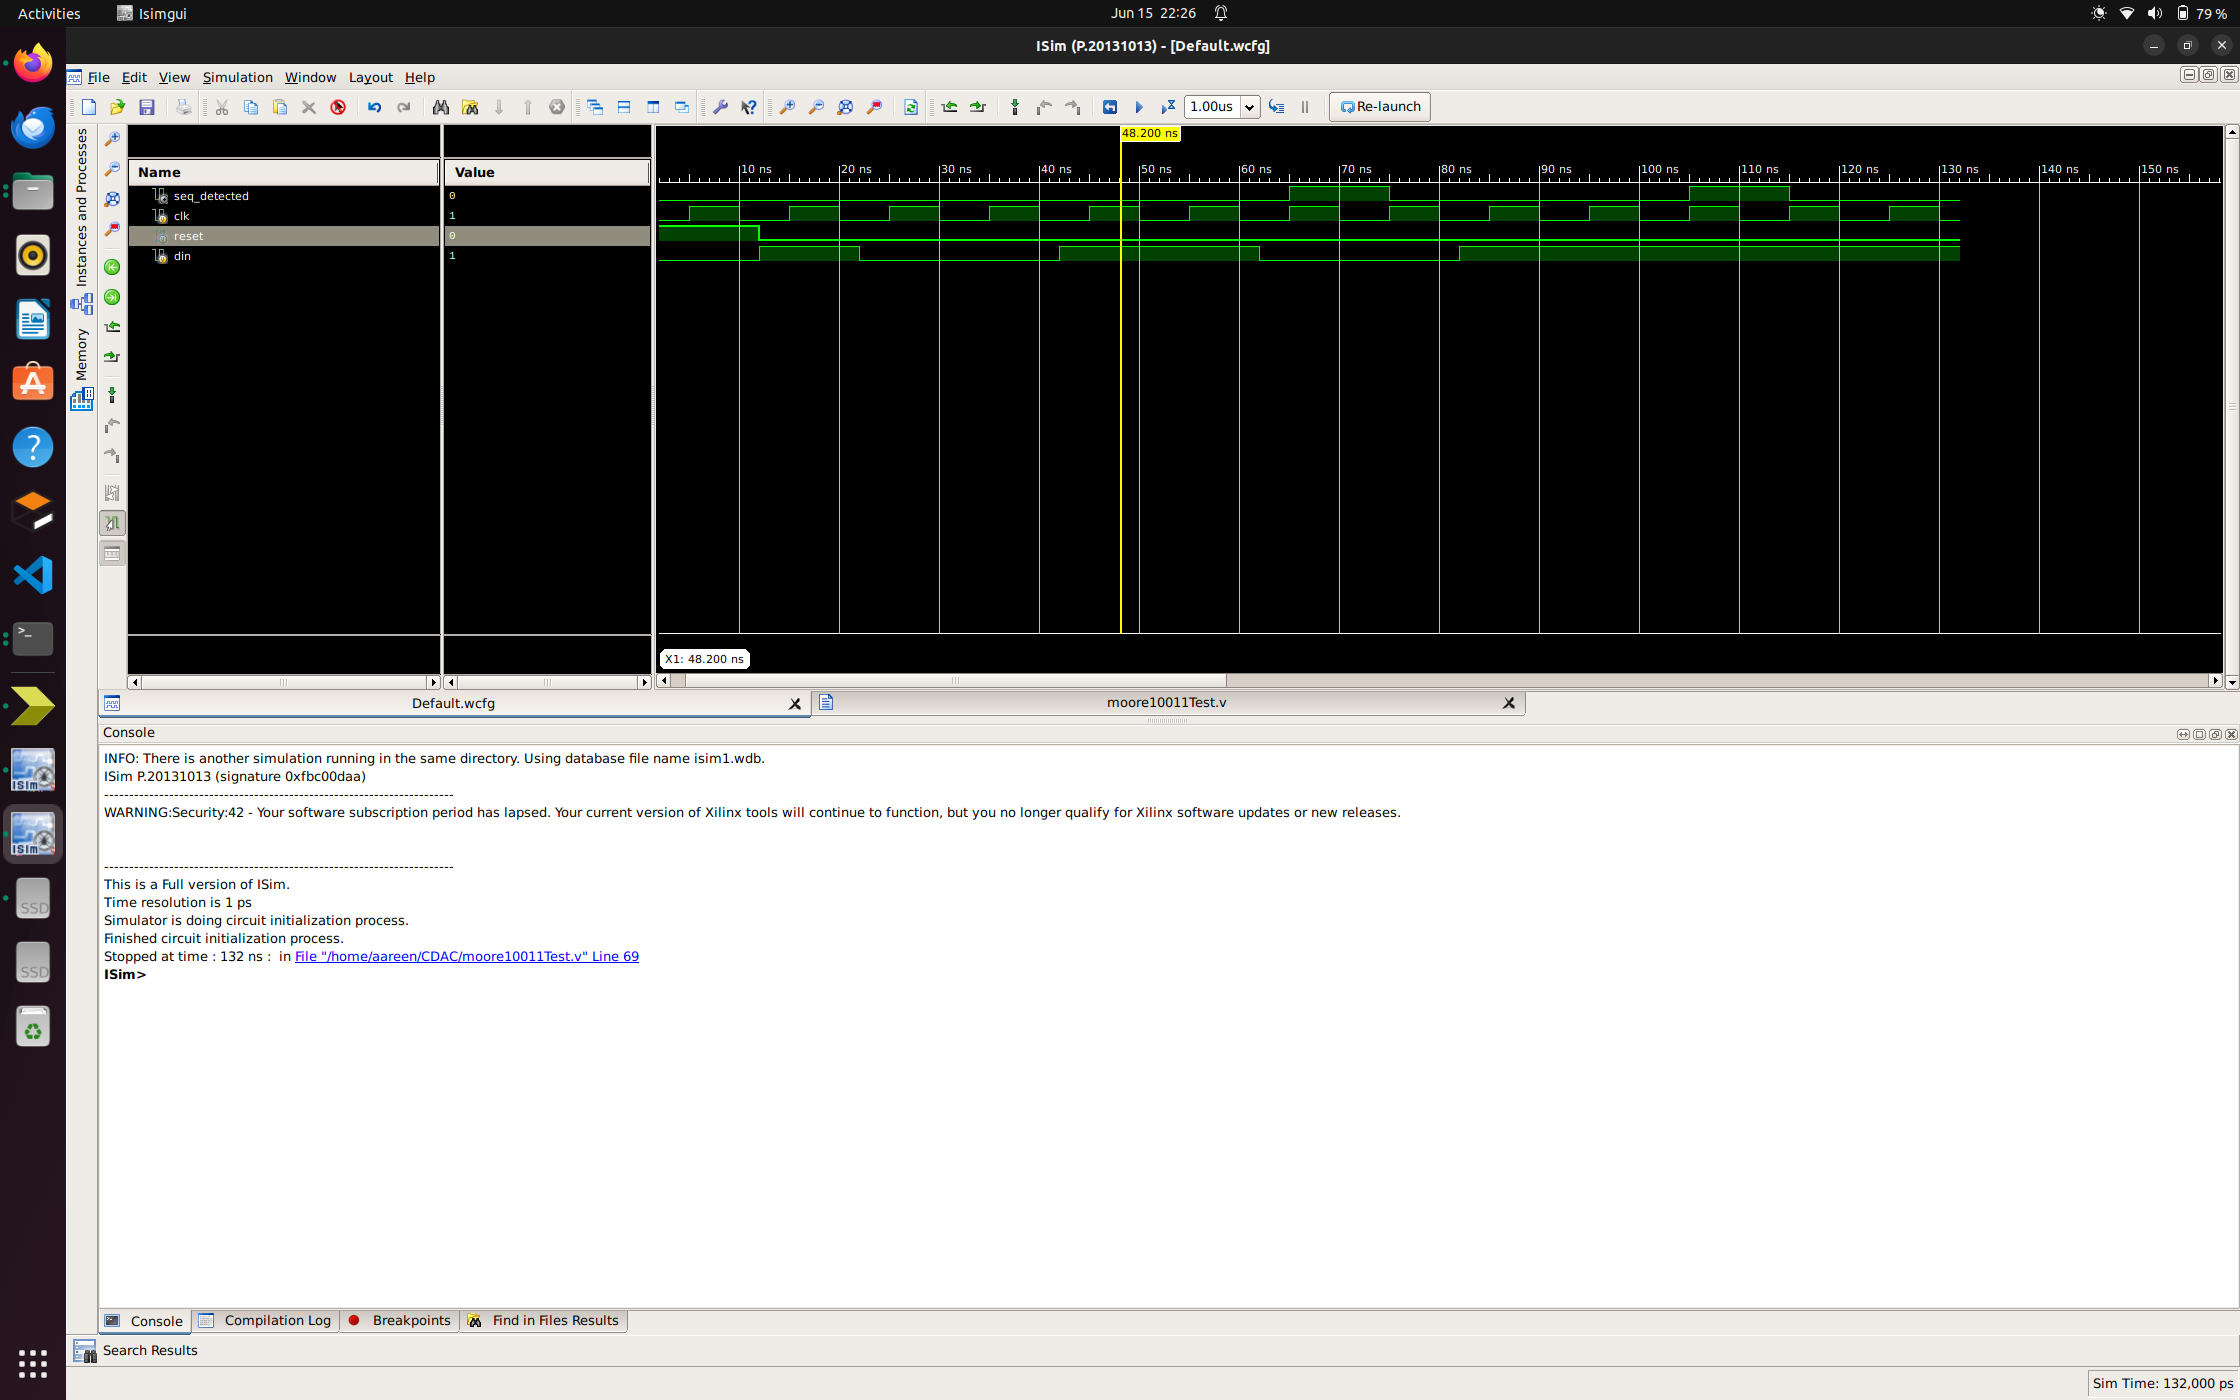 Activities
Isimgui
Jun 15 22:26
79 %
ISim (P.20131013) - [Default.wcfg]
File Edit View Simulation Window Layout Help
1.00us
Re-launch
Instances and Processes
Memory
Name
Value
seq_detected
0
clk
1
reset
0
din
1
48.200 ns
10 ns
20 ns
30 ns
40 ns
50 ns
60 ns
70 ns
80 ns
90 ns
100 ns
110 ns
120 ns
130 ns
140 ns
150 ns
X1: 48.200 ns
Default.wcfg
moore10011Test.v
Console
INFO: There is another simulation running in the same directory. Using database file name isim1.wdb.
ISim P.20131013 (signature 0xfbc00daa)
----------------------------------------------------------------------
WARNING:Security:42 - Your software subscription period has lapsed. Your current version of Xilinx tools will continue to function, but you no longer qualify for Xilinx software updates or new releases.
----------------------------------------------------------------------
This is a Full version of ISim.
Time resolution is 1 ps
Simulator is doing circuit initialization process.
Finished circuit initialization process.
Stopped at time : 132 ns : in File "/home/aareen/CDAC/moore10011Test.v" Line 69
ISim>
Console
Compilation Log
Breakpoints
Find in Files Results
Search Results
Sim Time: 132,000 ps
ISim
ISim
SSD
SSD